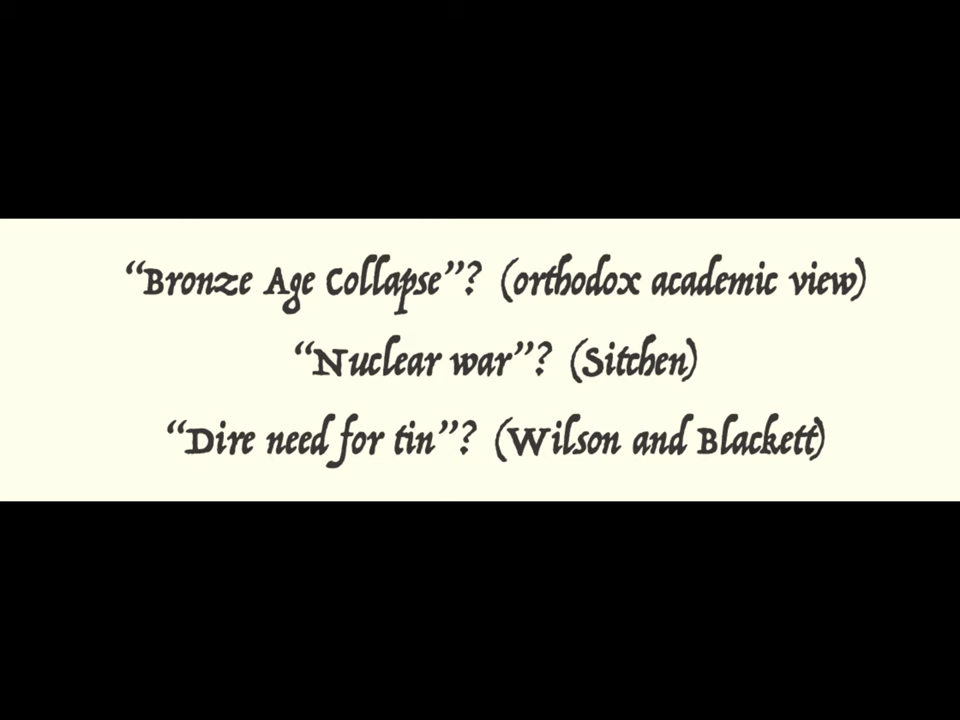 “Bronze Age Collapse”? (orthodox academic view)
“Nuclear war”? (Sitchen)
“Dire need for tin”? (Wilson and Blackett)